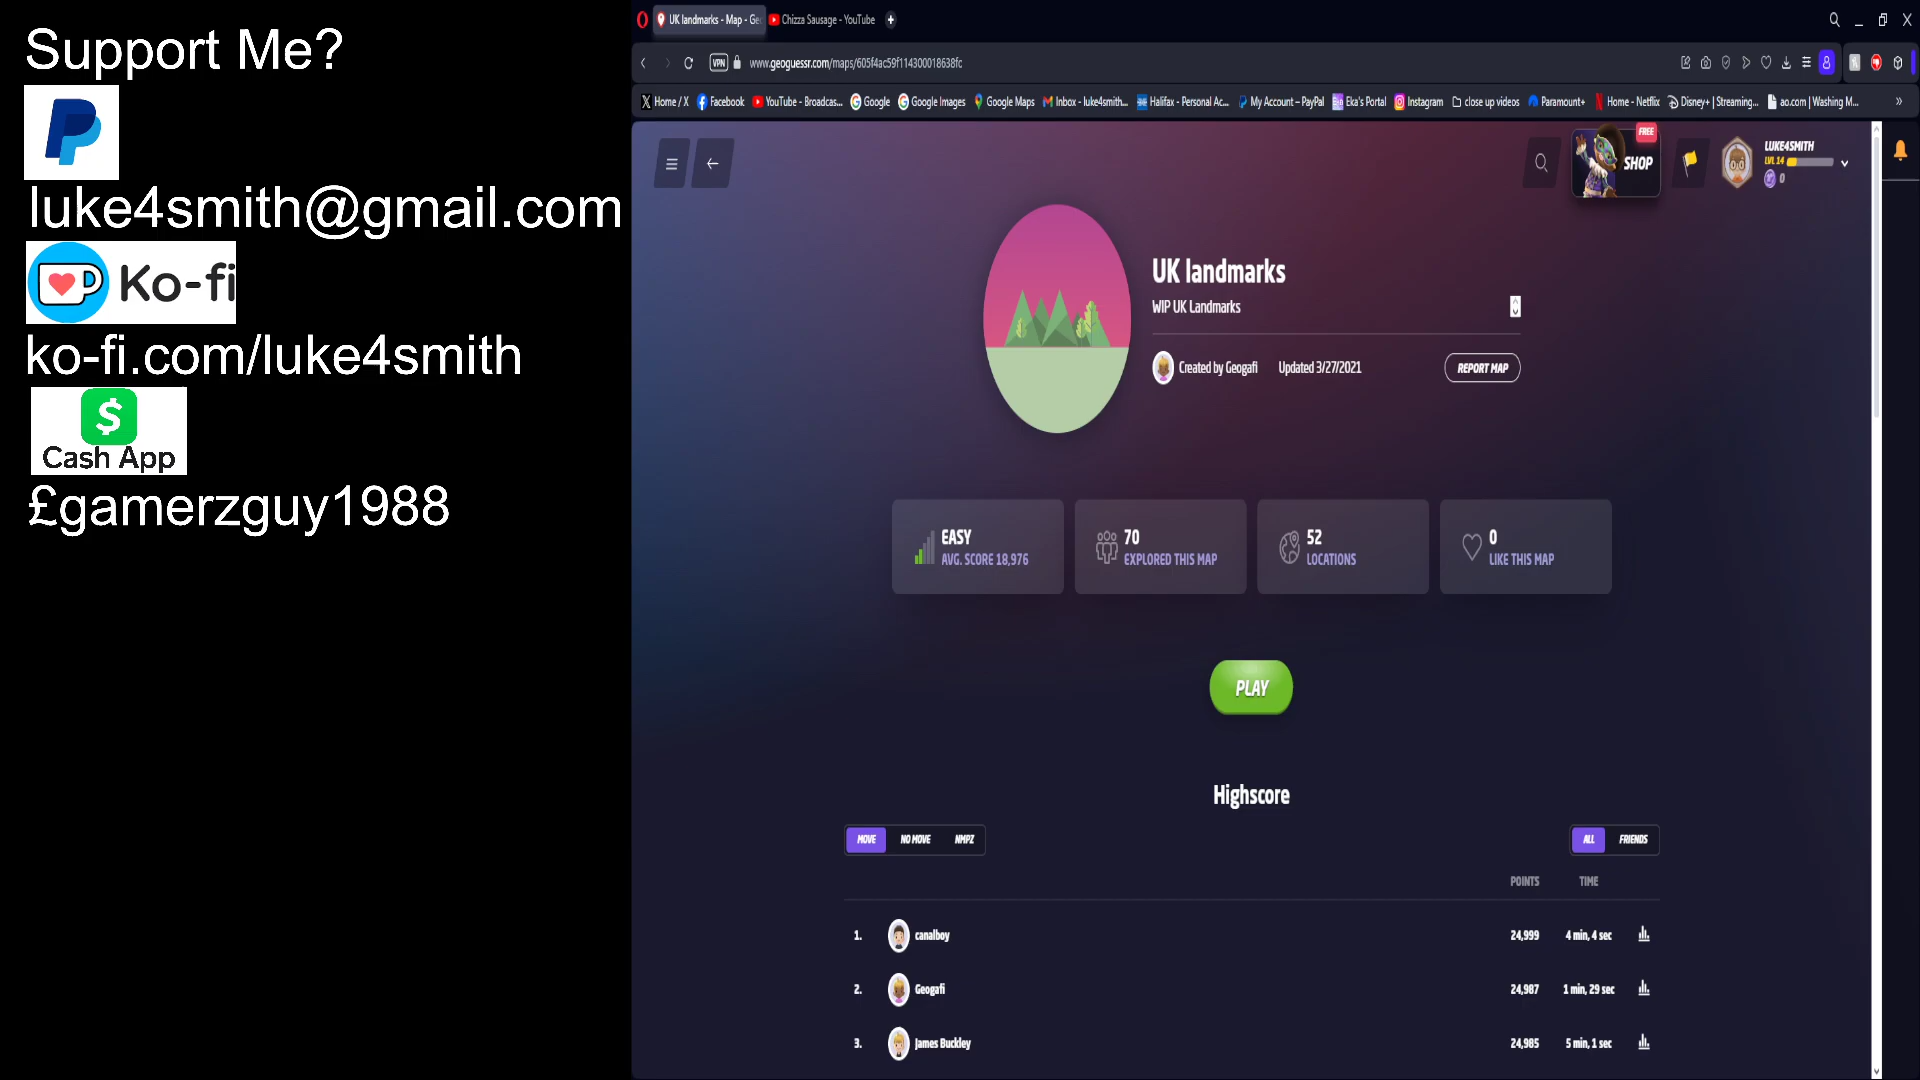 Support Me?
luke4smith@gmail.com
Ko-fi
ko-fi.com/luke4smith
Cash App
£gamerzguy1988
UK landmarks - Map - Ge
Chizza Sausage - YouTube
VPN
www.geoguessr.com/maps/605f4ac59f114300018638fc
Home / X
Facebook
YouTube - Broadcas...
Google
Google Images
Google Maps
Inbox - luke4smith...
Halifax - Personal Ac...
My Account – PayPal
Eka's Portal
Instagram
close up videos
Paramount+
Home - Netflix
Disney+ | Streaming...
ao.com | Washing M...
FREE
SHOP
LUKE4SMITH
LVL 14
0
UK landmarks
WIP UK Landmarks
Created by Geogafi
Updated 3/27/2021
REPORT MAP
EASY
AVG. SCORE 18,976
70
EXPLORED THIS MAP
52
LOCATIONS
0
LIKE THIS MAP
PLAY
Highscore
MOVE
NO MOVE
NMPZ
ALL
FRIENDS
POINTS TIME
1. canalboy 24,999 4 min, 4 sec
2. Geogafi 24,987 1 min, 29 sec
3. James Buckley 24,985 5 min, 1 sec